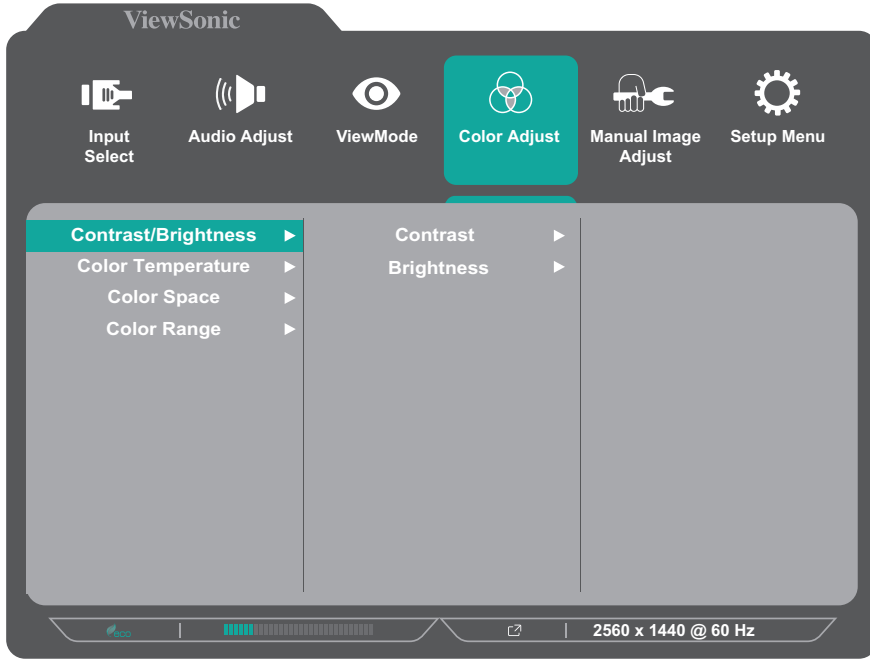 ViewSonic
Input
Select
Audio Adjust
ViewMode
Color Adjust
Manual Image
Adjust
Setup Menu
Contrast/Brightness
Color Temperature
Color Space
Color Range
Contrast
Brightness
eco
2560 x 1440 @ 60 Hz